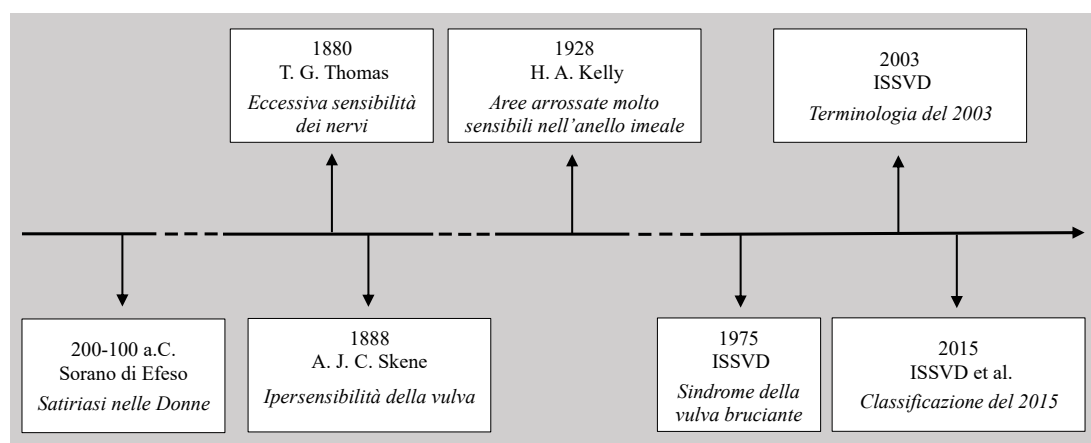 1880
T. G. Thomas
Eccessiva sensibilità
dei nervi
1928
H. A. Kelly
Aree arrossate molto
sensibili nell’anello imeale
2003
ISSVD
Terminologia del 2003
200-100 a.C.
Sorano di Efeso
Satiriasi nelle Donne
1888
A. J. C. Skene
Ipersensibilità della vulva
1975
ISSVD
Sindrome della
vulva bruciante
2015
ISSVD et al.
Classificazione del 2015